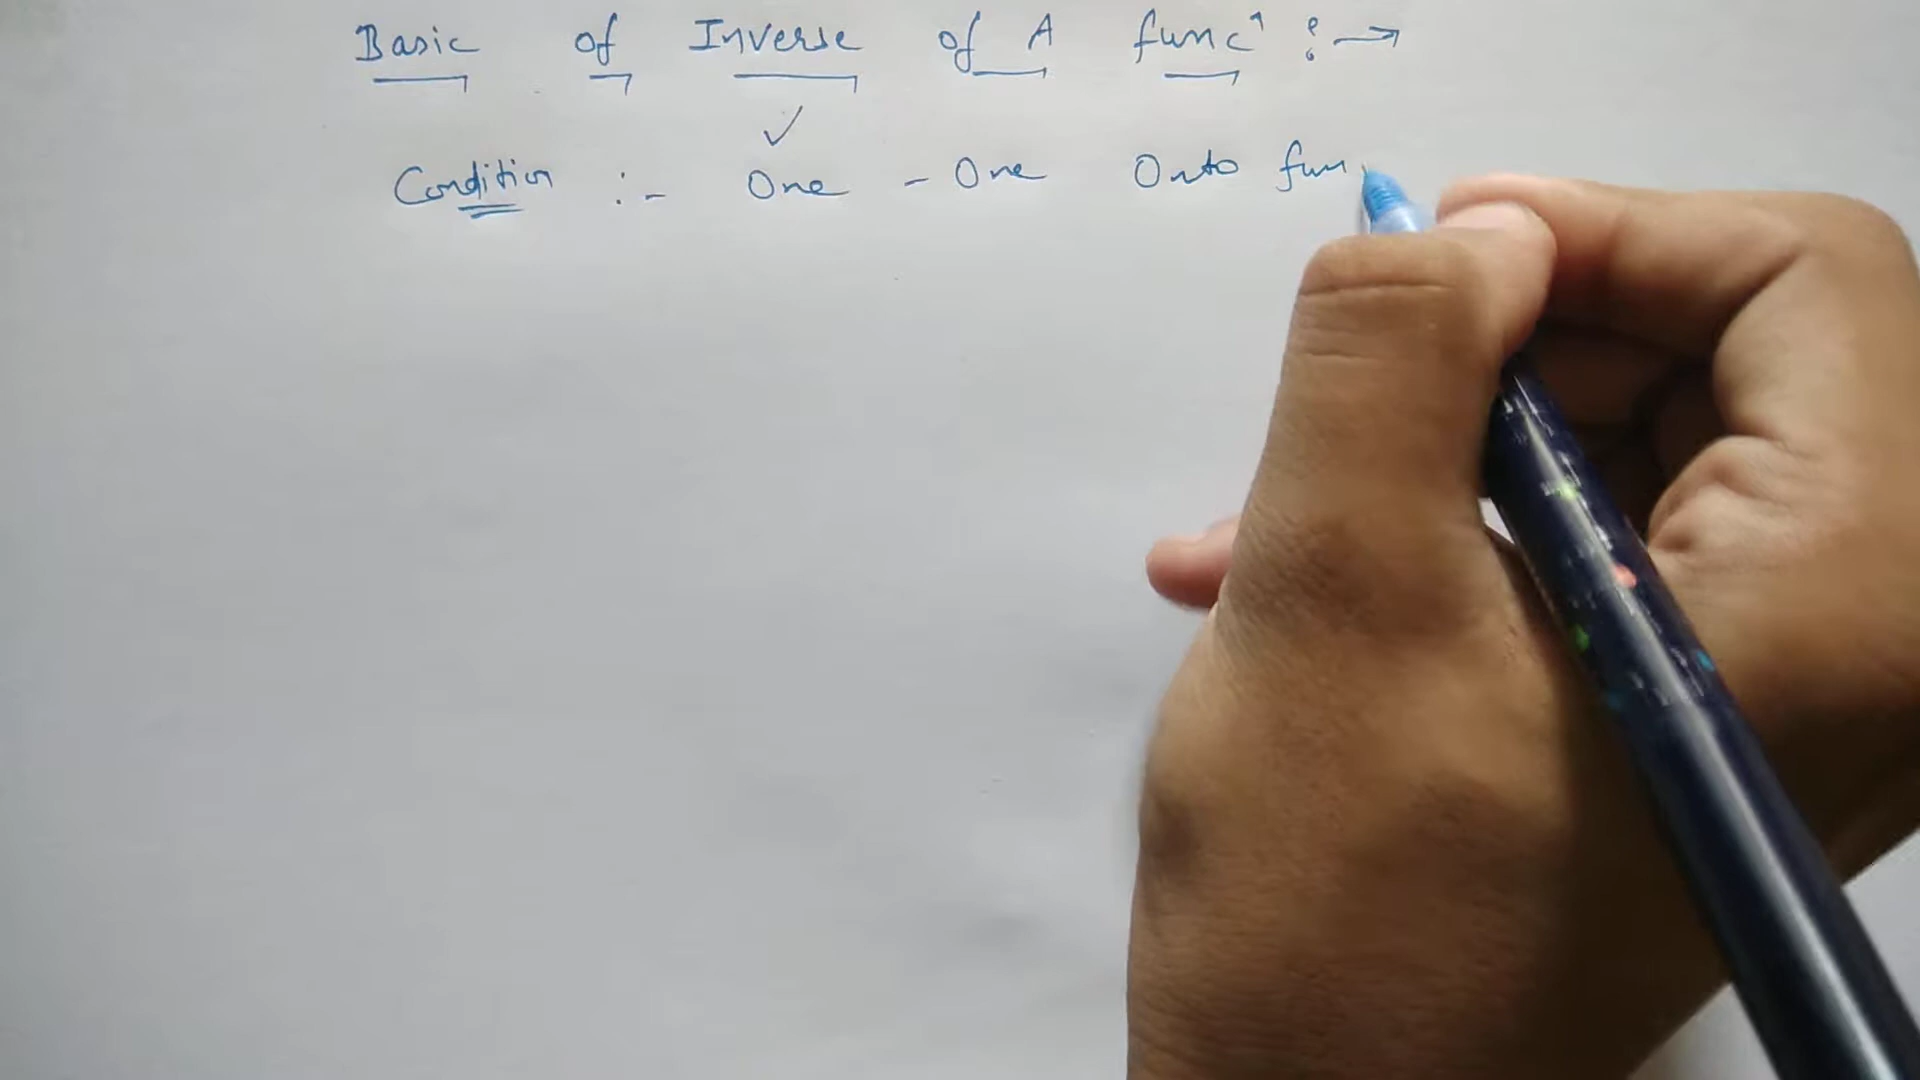 Basic of Inverse of A func^ :→
Condition :- One - One Onto fun